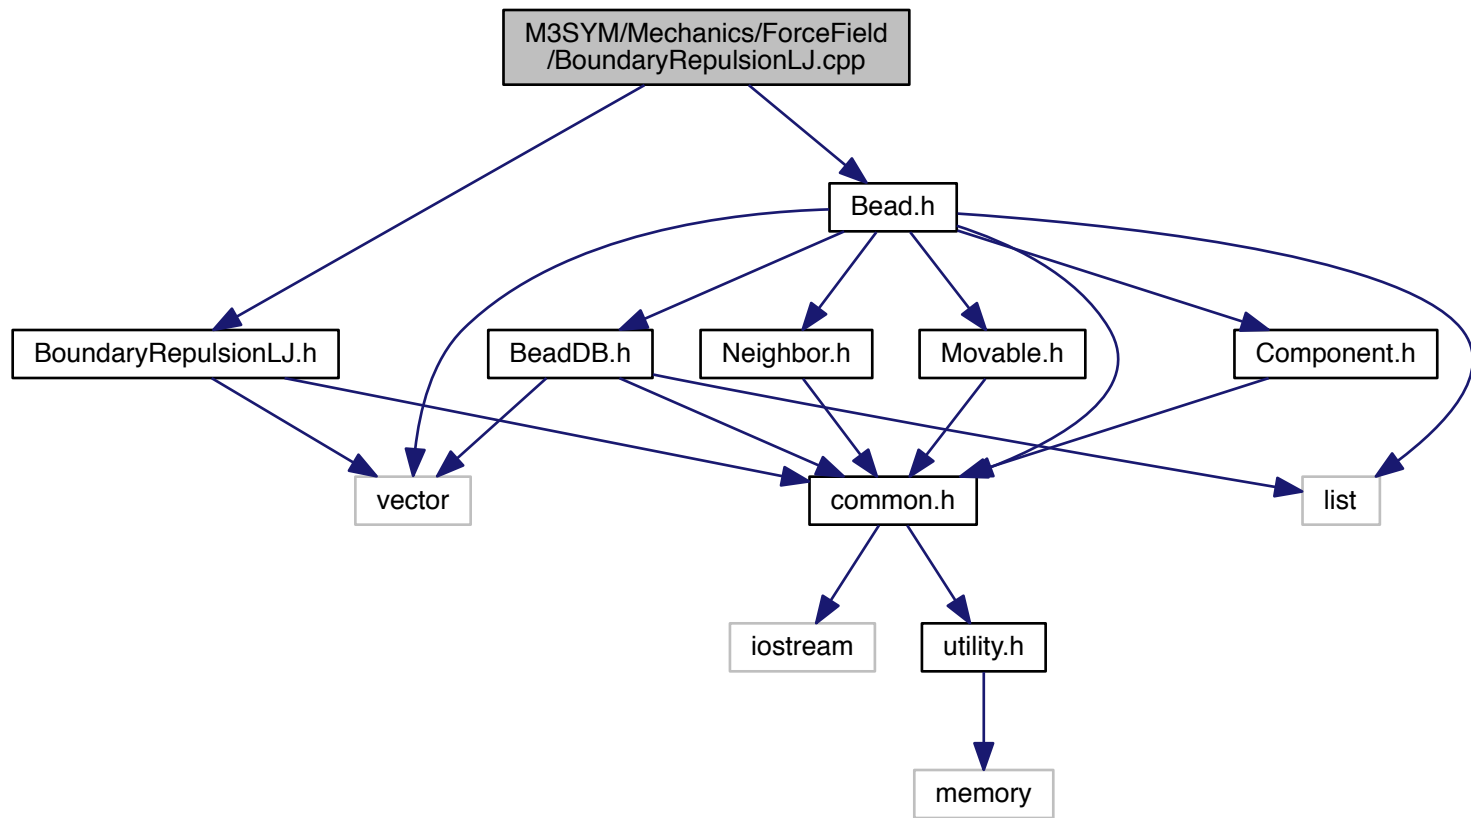 M3SYM/Mechanics/ForceField
/BoundaryRepulsionLJ.cpp
Bead.h
BoundaryRepulsionLJ.h
BeadDB.h
Neighbor.h
Movable.h
Component.h
vector
common.h
list
iostream
utility.h
memory